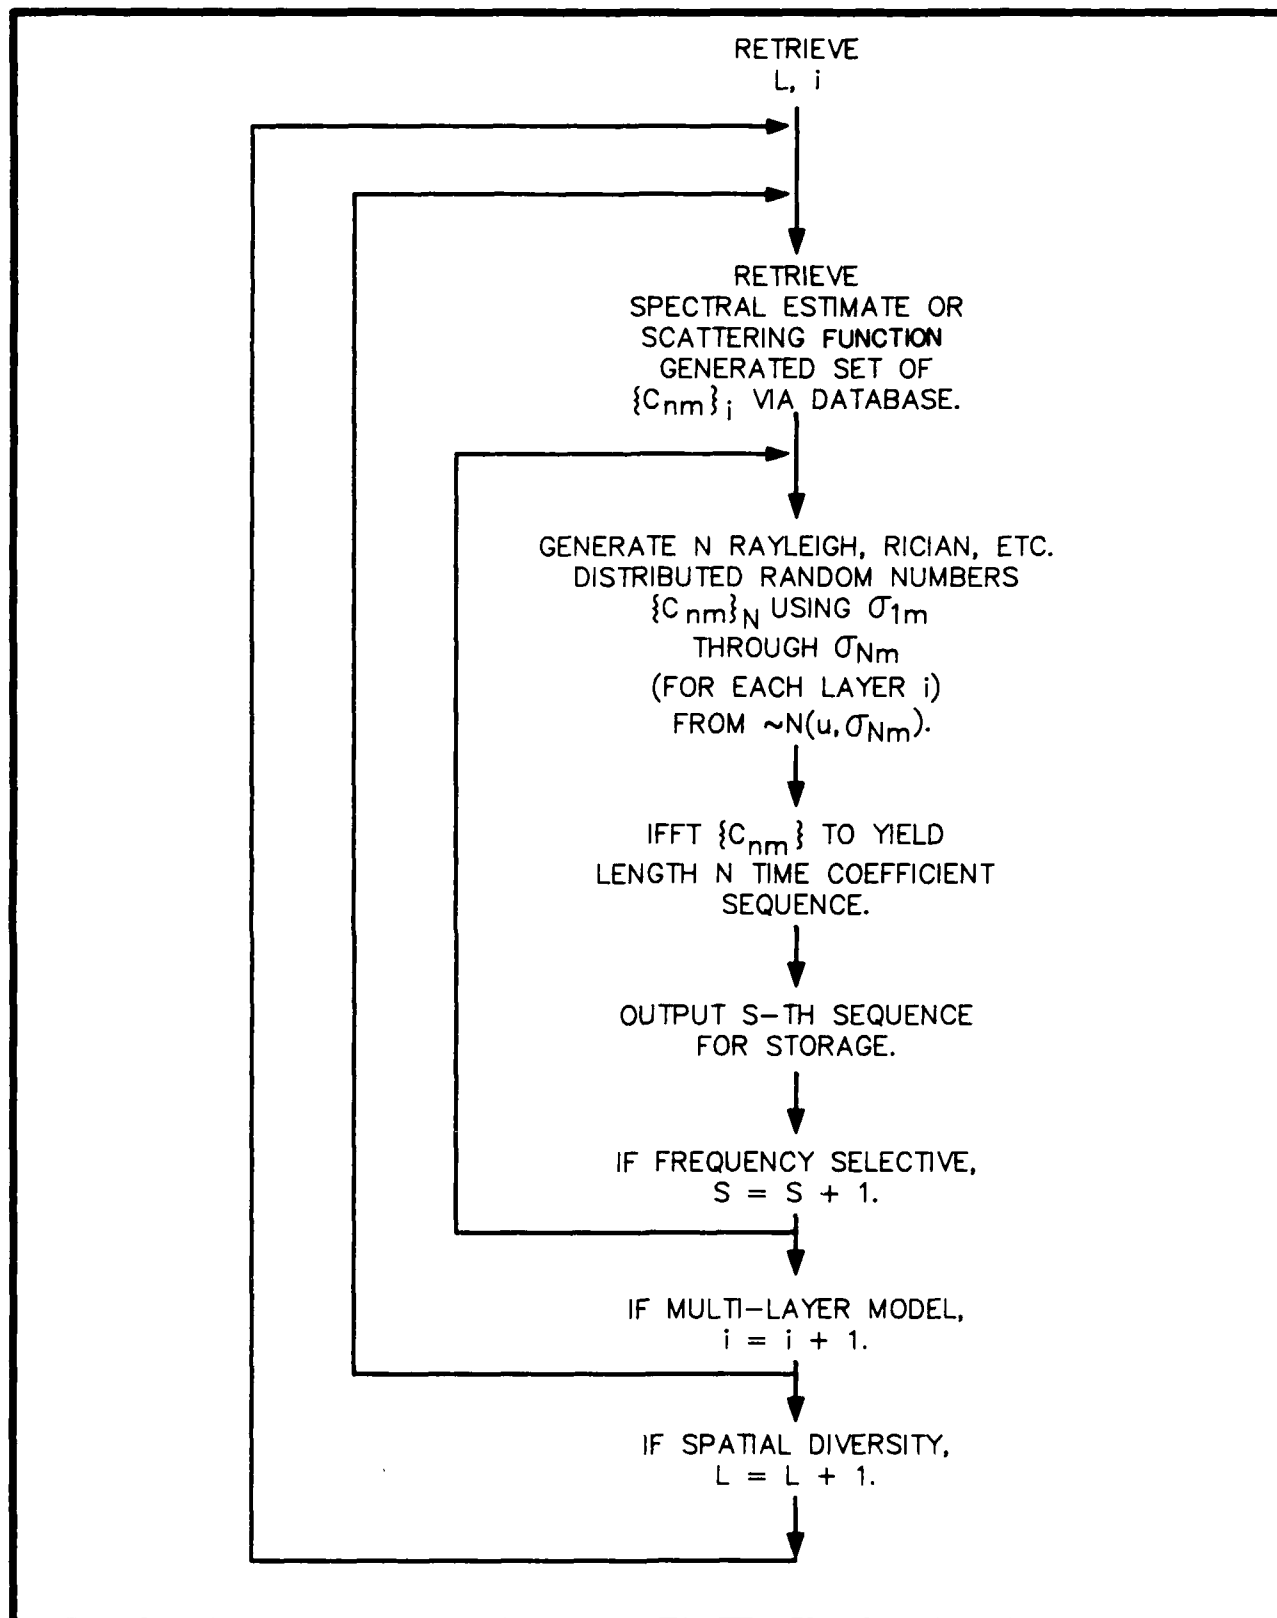 RETRIEVE
L, i
RETRIEVE
SPECTRAL ESTIMATE OR
SCATTERING FUNCTION
GENERATED SET OF
{Cnm}i VIA DATABASE.
GENERATE N RAYLEIGH, RICIAN, ETC.
DISTRIBUTED RANDOM NUMBERS
{Cnm}N USING σ1m
THROUGH σNm
(FOR EACH LAYER i)
FROM ~N(u, σNm).
IFFT {Cnm} TO YIELD
LENGTH N TIME COEFFICIENT
SEQUENCE.
OUTPUT S-TH SEQUENCE
FOR STORAGE.
IF FREQUENCY SELECTIVE,
S = S + 1.
IF MULTI-LAYER MODEL,
i = i + 1.
IF SPATIAL DIVERSITY,
L = L + 1.